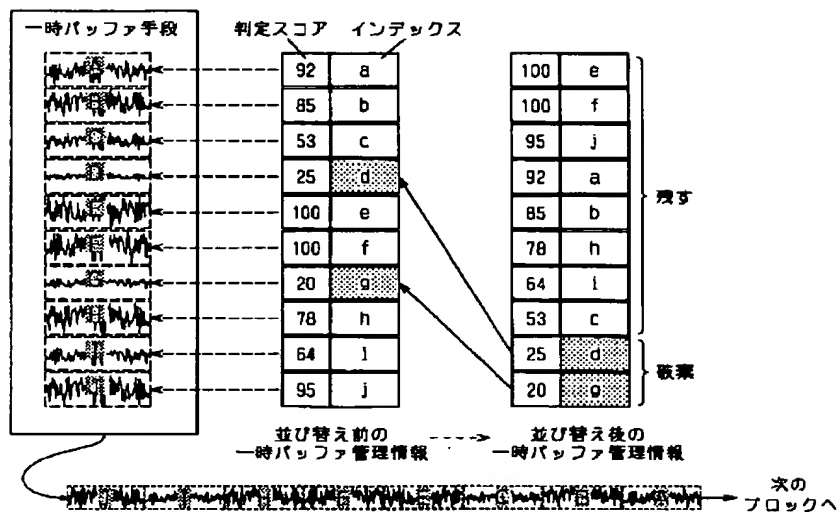 一時バッファ手段
判定スコア インデックス
92 a
85 b
53 c
25 d
100 e
100 f
20 g
78 h
64 i
95 j
100 e
100 f
95 j
92 a
85 b
78 h
64 i
53 c
25 d
20 g
残す
破棄
並び替え前の
一時バッファ管理情報
並び替え後の
一時バッファ管理情報
次の
ブロックへ